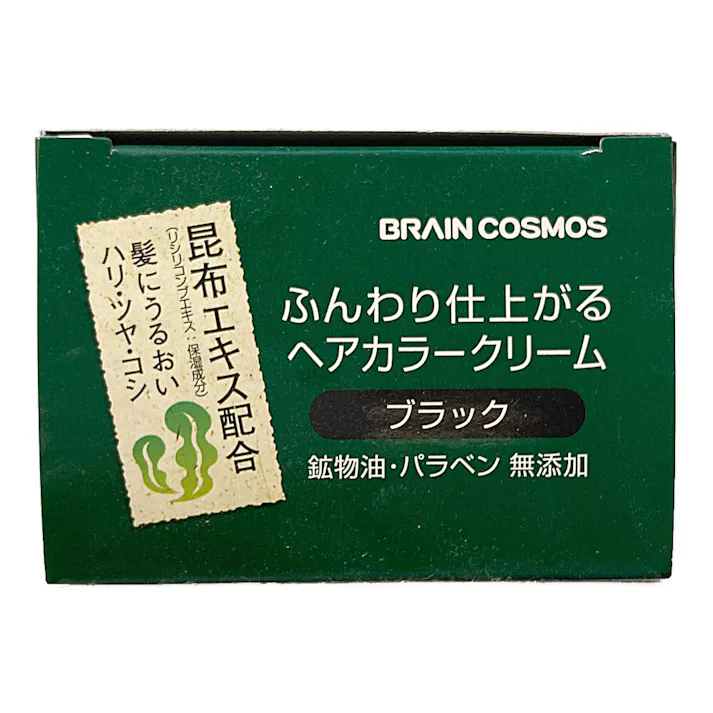 BRAIN COSMOS
ふんわり仕上がる
ヘアカラークリーム
ブラック
鉱物油・パラベン 無添加
昆布エキス配合
(リシリコンブエキス:保湿成分)
髪にうるおい
ハリ・ツヤ・コシ